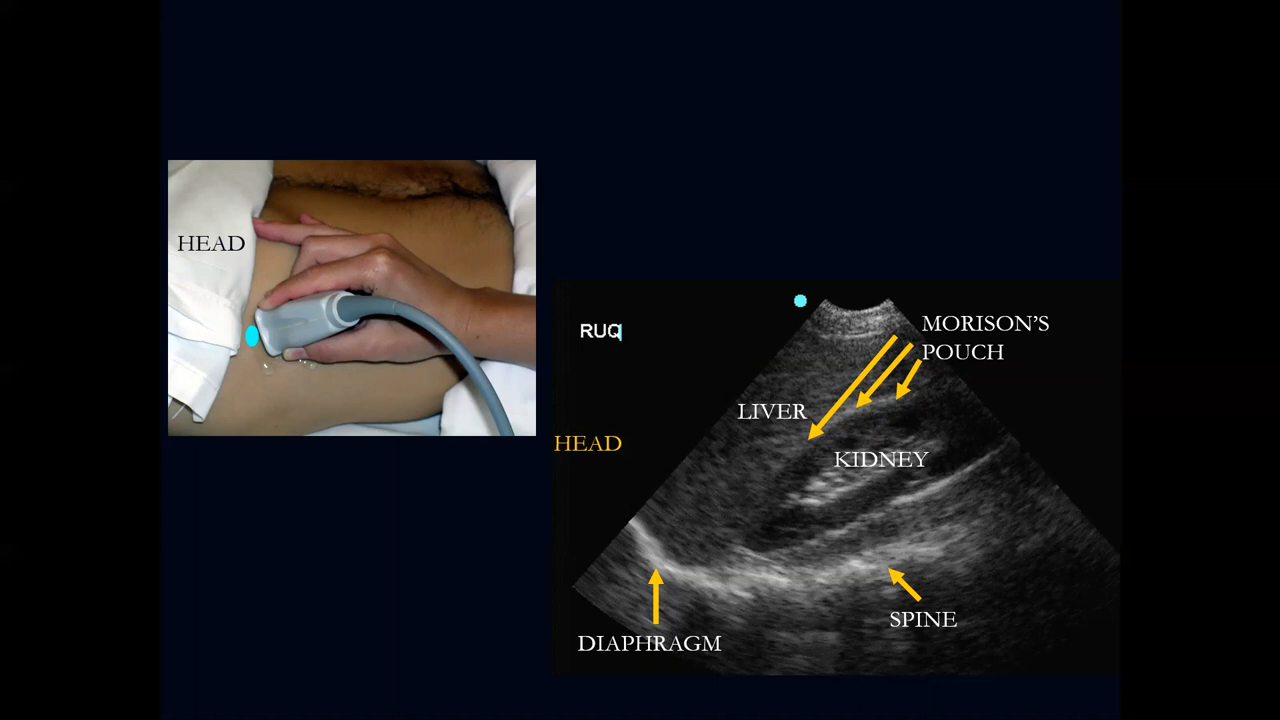 HEAD
RUQ
MORISON'S
POUCH
LIVER
HEAD
KIDNEY
SPINE
DIAPHRAGM